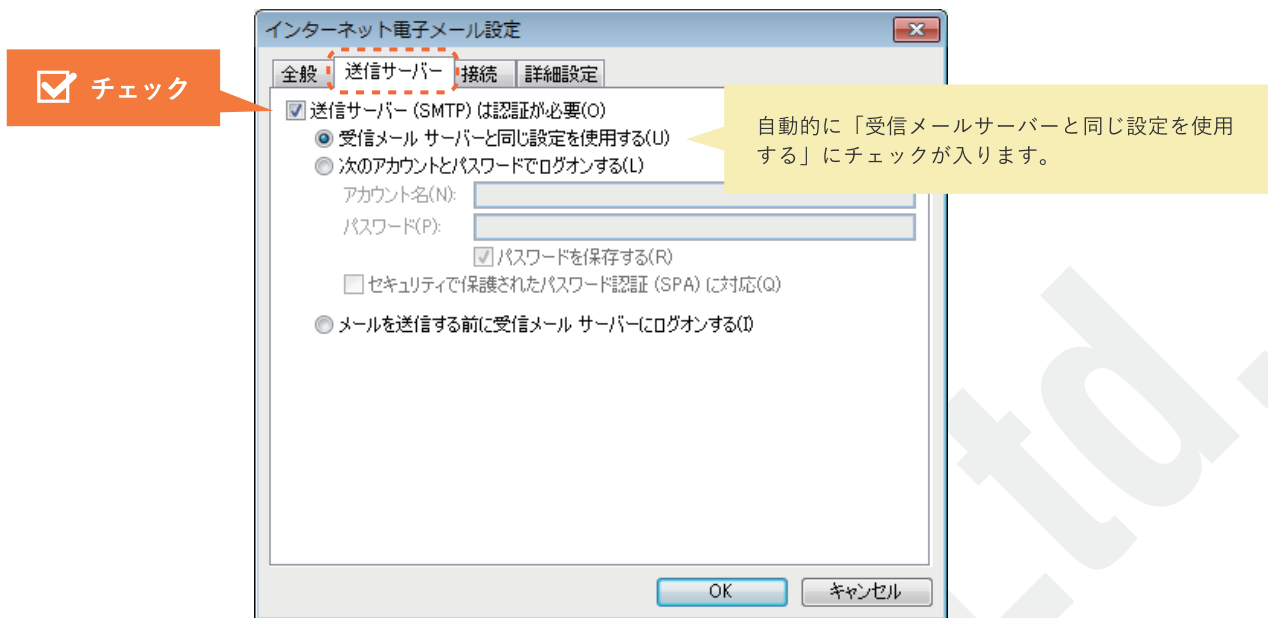 インターネット電子メール設定
全般
送信サーバー
接続
詳細設定
チェック
送信サーバー (SMTP) は認証が必要(O)
受信メール サーバーと同じ設定を使用する(U)
自動的に「受信メールサーバーと同じ設定を使用
する」にチェックが入ります。
次のアカウントとパスワードでログオンする(L)
アカウント名(N):
パスワード(P):
パスワードを保存する(R)
セキュリティで保護されたパスワード認証 (SPA) に対応(Q)
メールを送信する前に受信メール サーバーにログオンする(I)
OK
キャンセル
td.